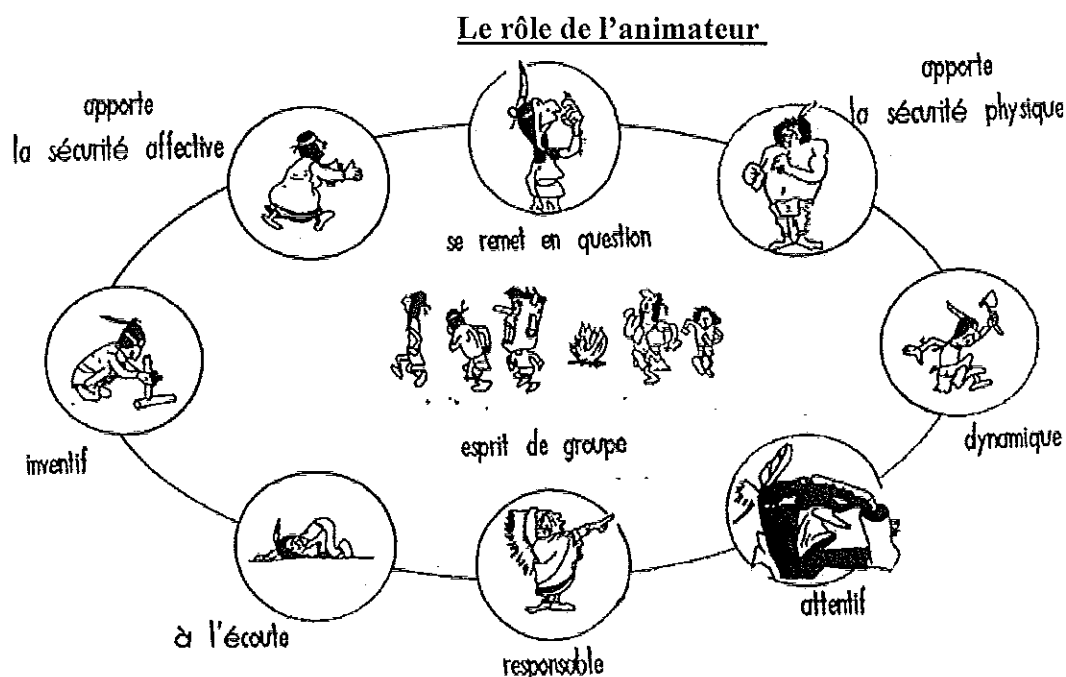 Le rôle de l'animateur
apporte
la sécurité affective
apporte
la sécurité physique
se remet en question
inventif
esprit de groupe
dynamique
à l'écoute
responsable
attentif